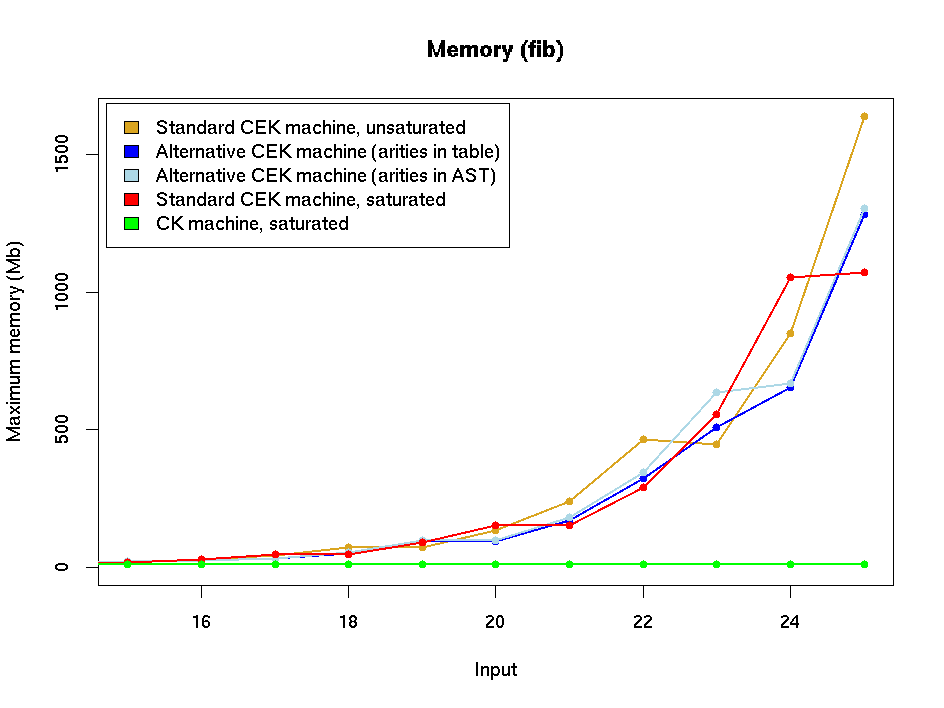 Memory (fib)
Standard CEK machine, unsaturated
Alternative CEK machine (arities in table)
Alternative CEK machine (arities in AST)
Standard CEK machine, saturated
CK machine, saturated
Maximum memory (Mb)
1500
1000
500
0
16 18 20 22 24
Input